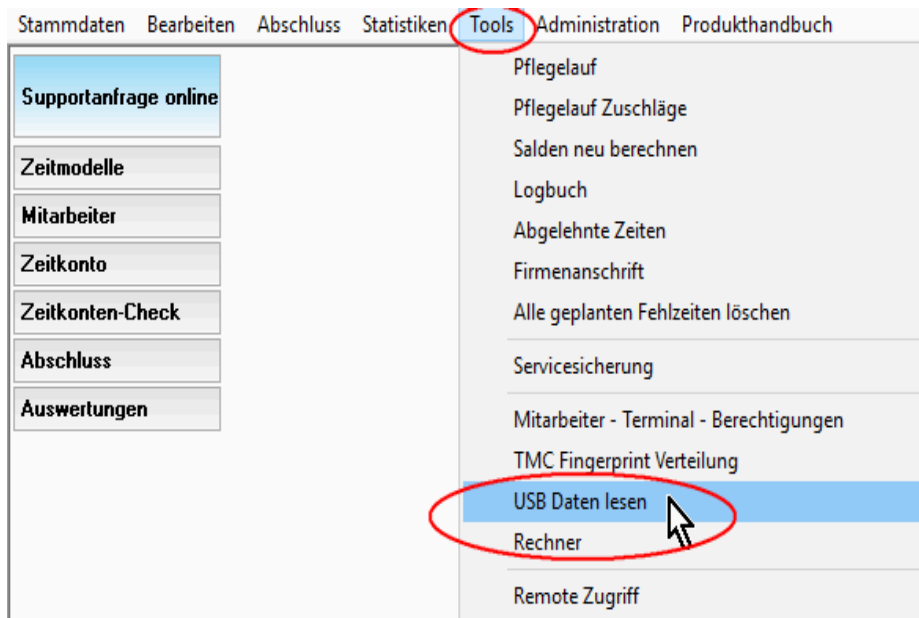 Stammdaten Bearbeiten Abschluss Statistiken Tools Administration Produkthandbuch
Supportanfrage online
Zeitmodelle
Mitarbeiter
Zeitkonto
Zeitkonten-Check
Abschluss
Auswertungen
Pflegelauf
Pflegelauf Zuschläge
Salden neu berechnen
Logbuch
Abgelehnte Zeiten
Firmenanschrift
Alle geplanten Fehlzeiten löschen
Servicesicherung
Mitarbeiter - Terminal - Berechtigungen
TMC Fingerprint Verteilung
USB Daten lesen
Rechner
Remote Zugriff